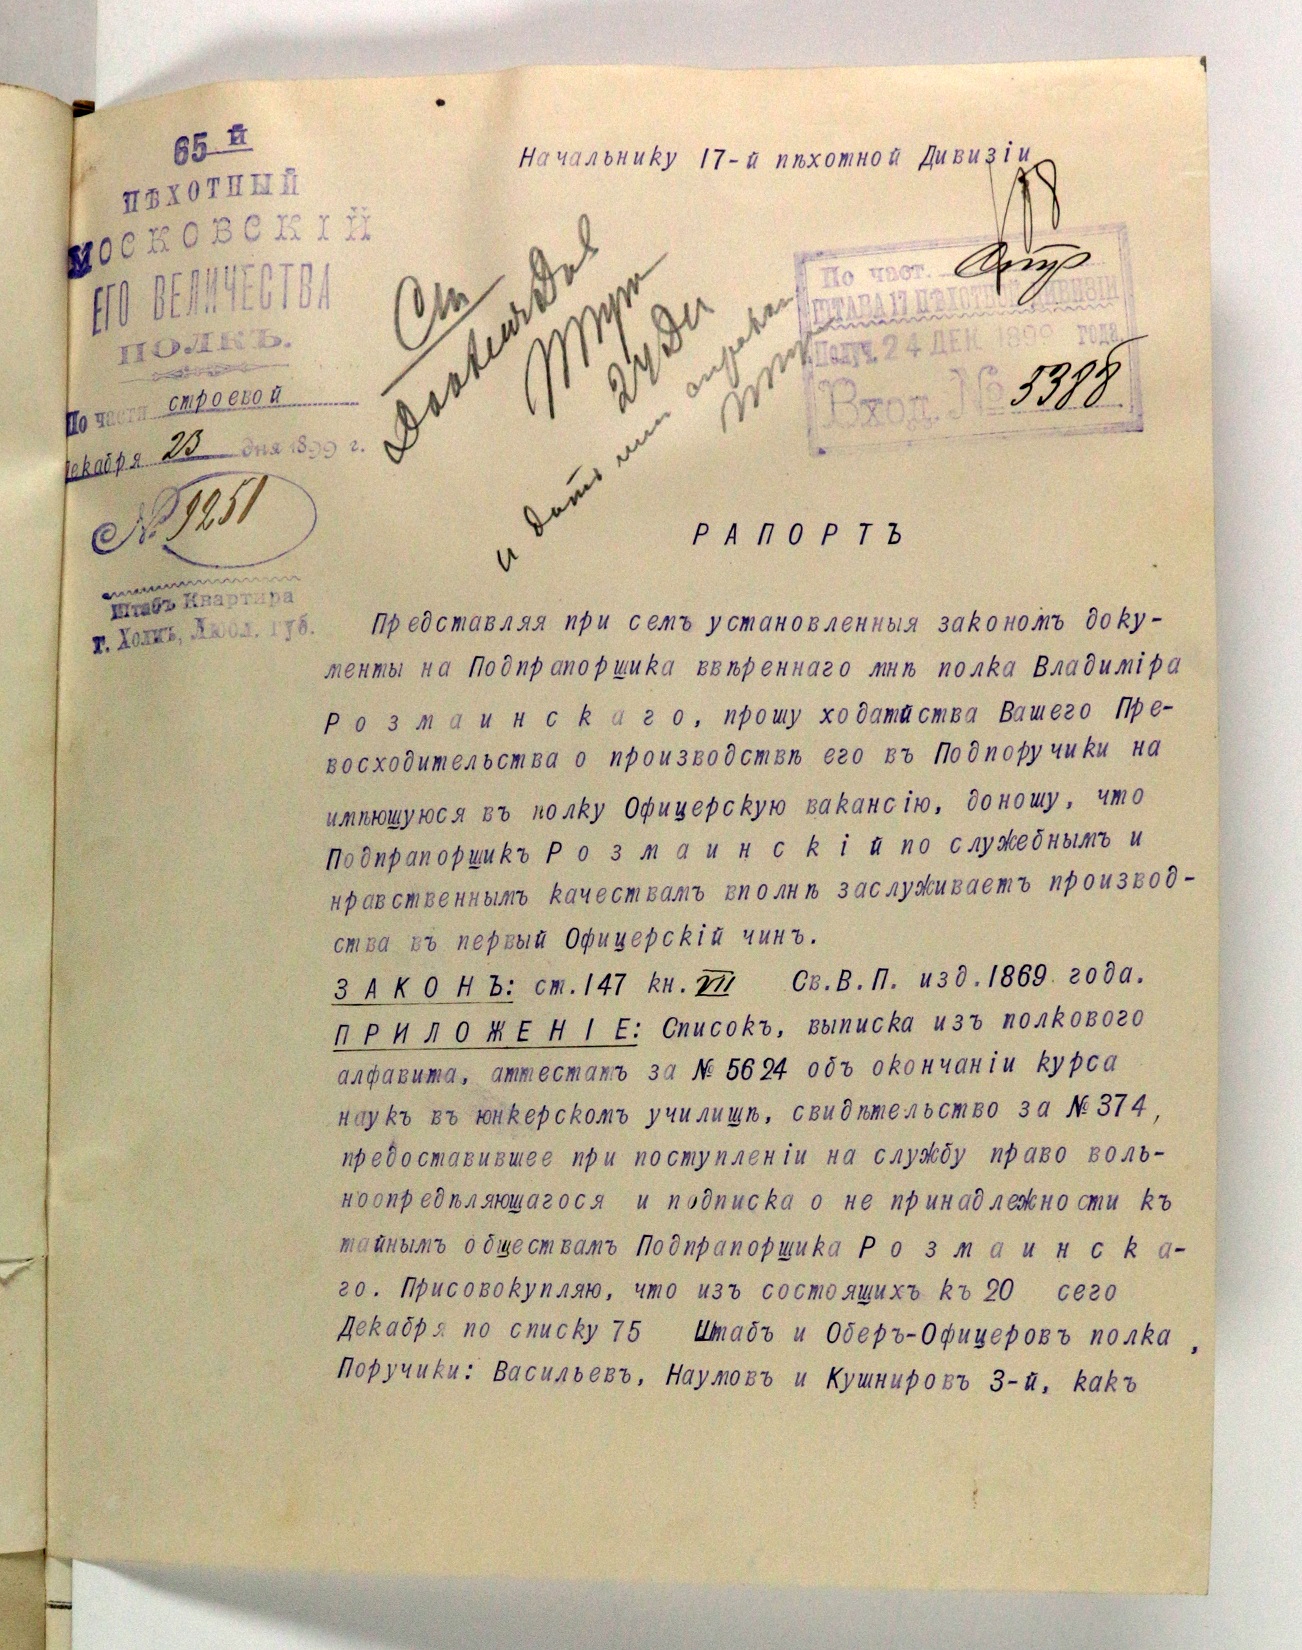 65 й
ПѢХОТНЫЙ
МОСКОВСКІЙ
ЕГО ВЕЛИЧЕСТВА
ПОЛКЪ.
По части строевой
Декабря 23 дня 1899 г.
№ 9251
Штабъ Квартира
г. Холмъ, Любл. губ.
Начальнику 17-й пѣхотной Дивизіи
По част.
ШТАБА 17 ПѢХОТНОЙ ДИВИЗІИ
Получ. 24 ДЕК 1899 года
Вход. № 5388
24 Дек
и дать мнѣ
РАПОРТЪ
Представляя при семъ установленныя закономъ доку-
менты на Подпрапорщика ввѣреннаго мнѣ полка Владиміра
Розмаинскаго, прошу ходатйства Вашего Пре-
восходительства о производствѣ его въ Подпоручики на
имѣющуюся въ полку Офицерскую вакансію, доношу, что
Подпрапорщикъ Розмаинскій по служебнымъ и
нравственнымъ качествамъ вполнѣ заслуживаетъ производ-
ства въ первый Офицерскій чинъ.
ЗАКОНЪ: ст. 147 кн. VII Св.В.П. изд. 1869 года.
ПРИЛОЖЕНІЕ: Списокъ, выписка изъ полкового
алфавита, аттестатъ за № 5624 объ окончаніи курса
наукъ въ юнкерскомъ училищѣ, свидѣтельство за № 374,
предоставившее при поступленіи на службу право воль-
ноопредѣляющагося и подписка о не принадлежности къ
тайнымъ обществамъ Подпрапорщика Розмаинска-
го. Присовокупляю, что изъ состоящихъ къ 20 сего
Декабря по списку 75 Штабъ и Оберъ-Офицеровъ полка,
Поручики: Васильевъ, Наумовъ и Кушнировъ 3-й, какъ